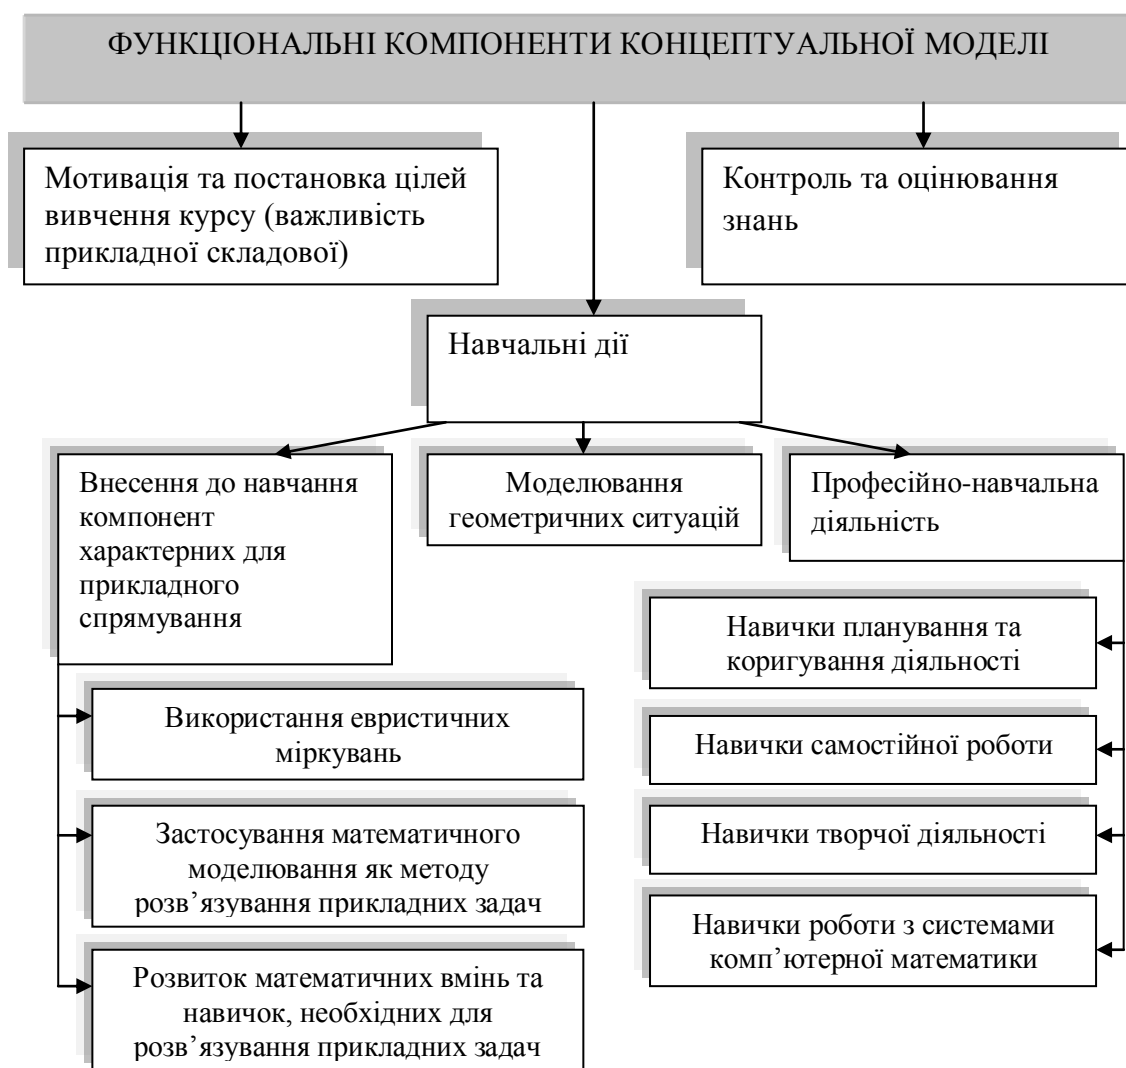 ФУНКЦІОНАЛЬНІ КОМПОНЕНТИ КОНЦЕПТУАЛЬНОЇ МОДЕЛІ
Мотивація та постановка цілей
вивчення курсу (важливість
прикладної складової)
Контроль та оцінювання
знань
Навчальні дії
Внесення до навчання
компонент
характерних для
прикладного
спрямування
Моделювання
геометричних ситуацій
Професійно-навчальна
діяльність
Використання евристичних
міркувань
Застосування математичного
моделювання як методу
розв’язування прикладних задач
Розвиток математичних вмінь та
навичок, необхідних для
розв’язування прикладних задач
Навички планування та
коригування діяльності
Навички самостійної роботи
Навички творчої діяльності
Навички роботи з системами
комп’ютерної математики